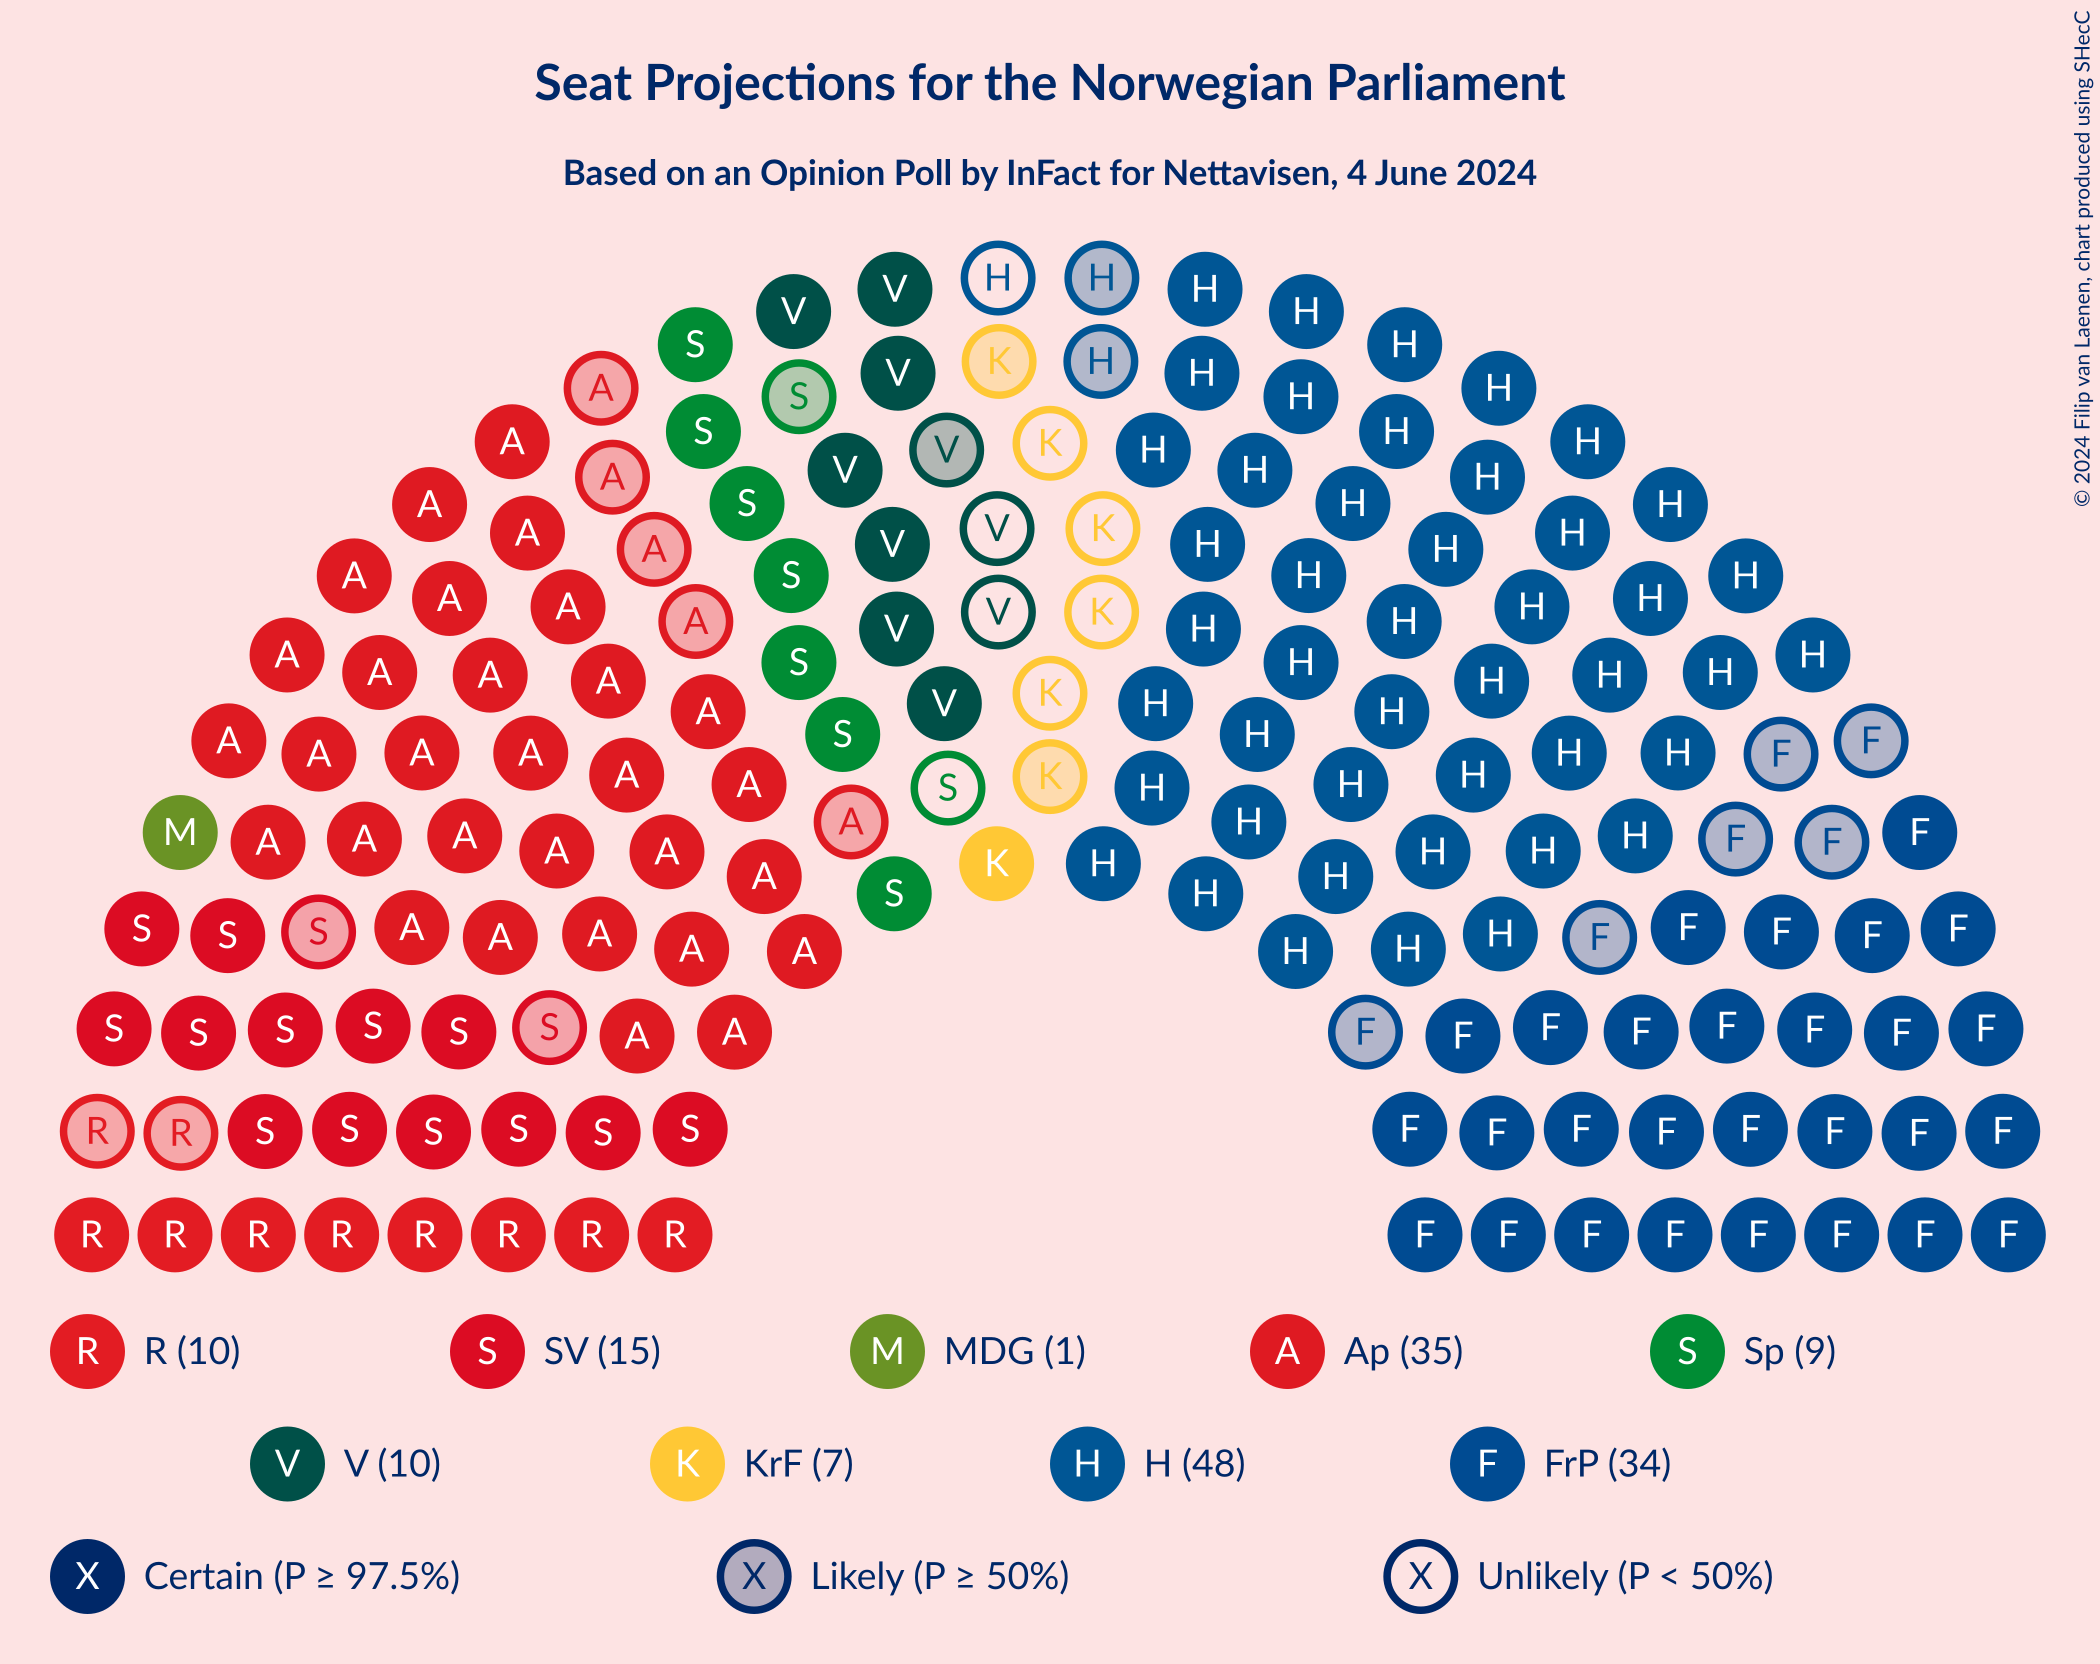 Seat Projections for the Norwegian Parliament
Based on an Opinion Poll by InFact for Nettavisen, 4 June 2024
© 2024 Filip van Laenen, chart produced using SHecC
H H
V V H H
S V K H H H
A S V H H H
A S V K H H H
A A S V H H H
A A S V V K H H H H
A A A S V H H H H
A A A S V V K H H H H
A A A A S V K H H H H H
A A A A S V H H H H F F
A A A A A A S K H H H H H H
M A A A A A A S K H H H H H H F F F
S S S A A A A A H H H F F F F F
S S S S S S A A F F F F F F F F
R R S S S S S S F F F F F F F F
R R R R R R R R F F F F F F F F
R R (10) S SV (15) M MDG (1) A Ap (35) S Sp (9)
V V (10) K KrF (7) H H (48) F FrP (34)
X Certain (P ≥ 97.5%) X Likely (P ≥ 50%) X Unlikely (P < 50%)